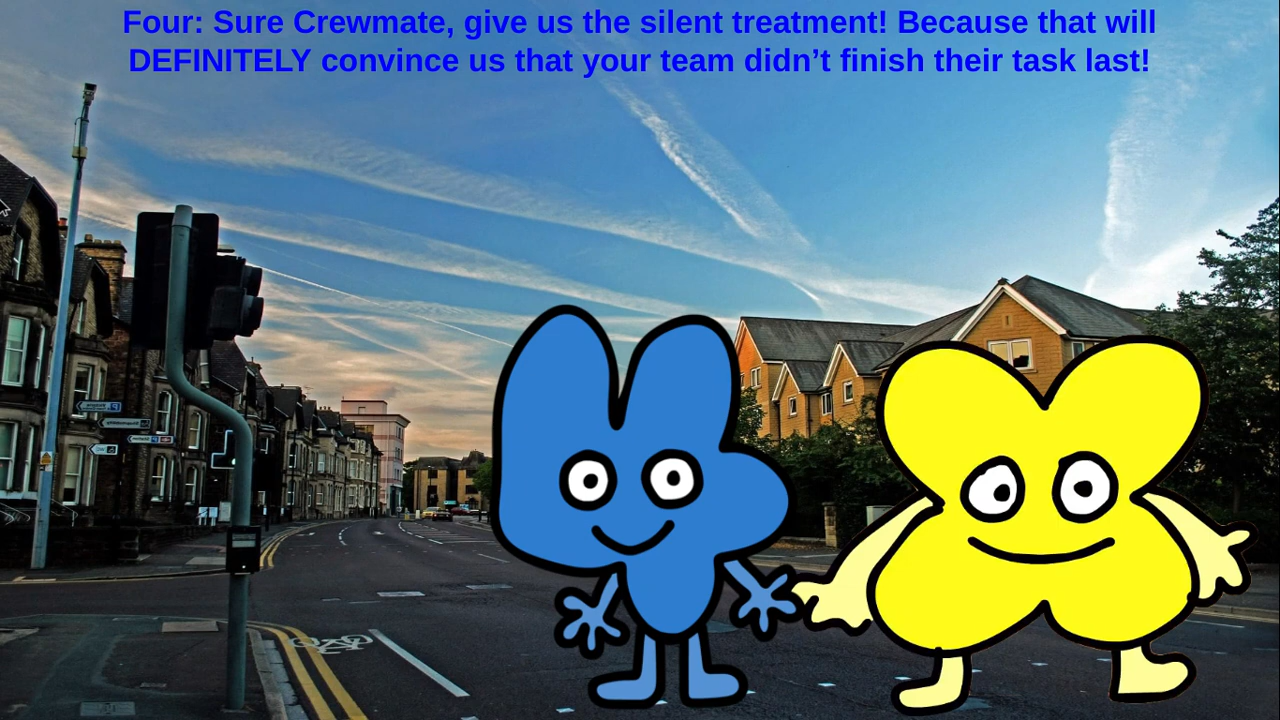 Four: Sure Crewmate, give us the silent treatment! Because that will
DEFINITELY convince us that your team didn’t finish their task last!